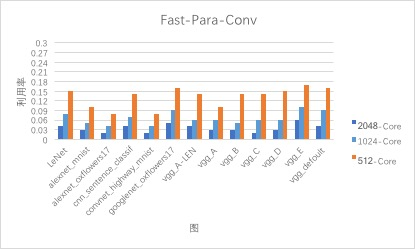 Fast-Para-Conv
利用率
0.3
0.27
0.24
0.21
0.18
0.15
0.12
0.09
0.06
0.03
0
LeNet
alexnet_mnist
alexnet_oxflowers17
cnn_sentence_classif
convnet_highway_mnist
googlenet_oxflowers17
vgg_A-LEN
vgg_A
vgg_B
vgg_C
vgg_D
vgg_E
vgg_default
2048-Core
1024-Core
512-Core
图